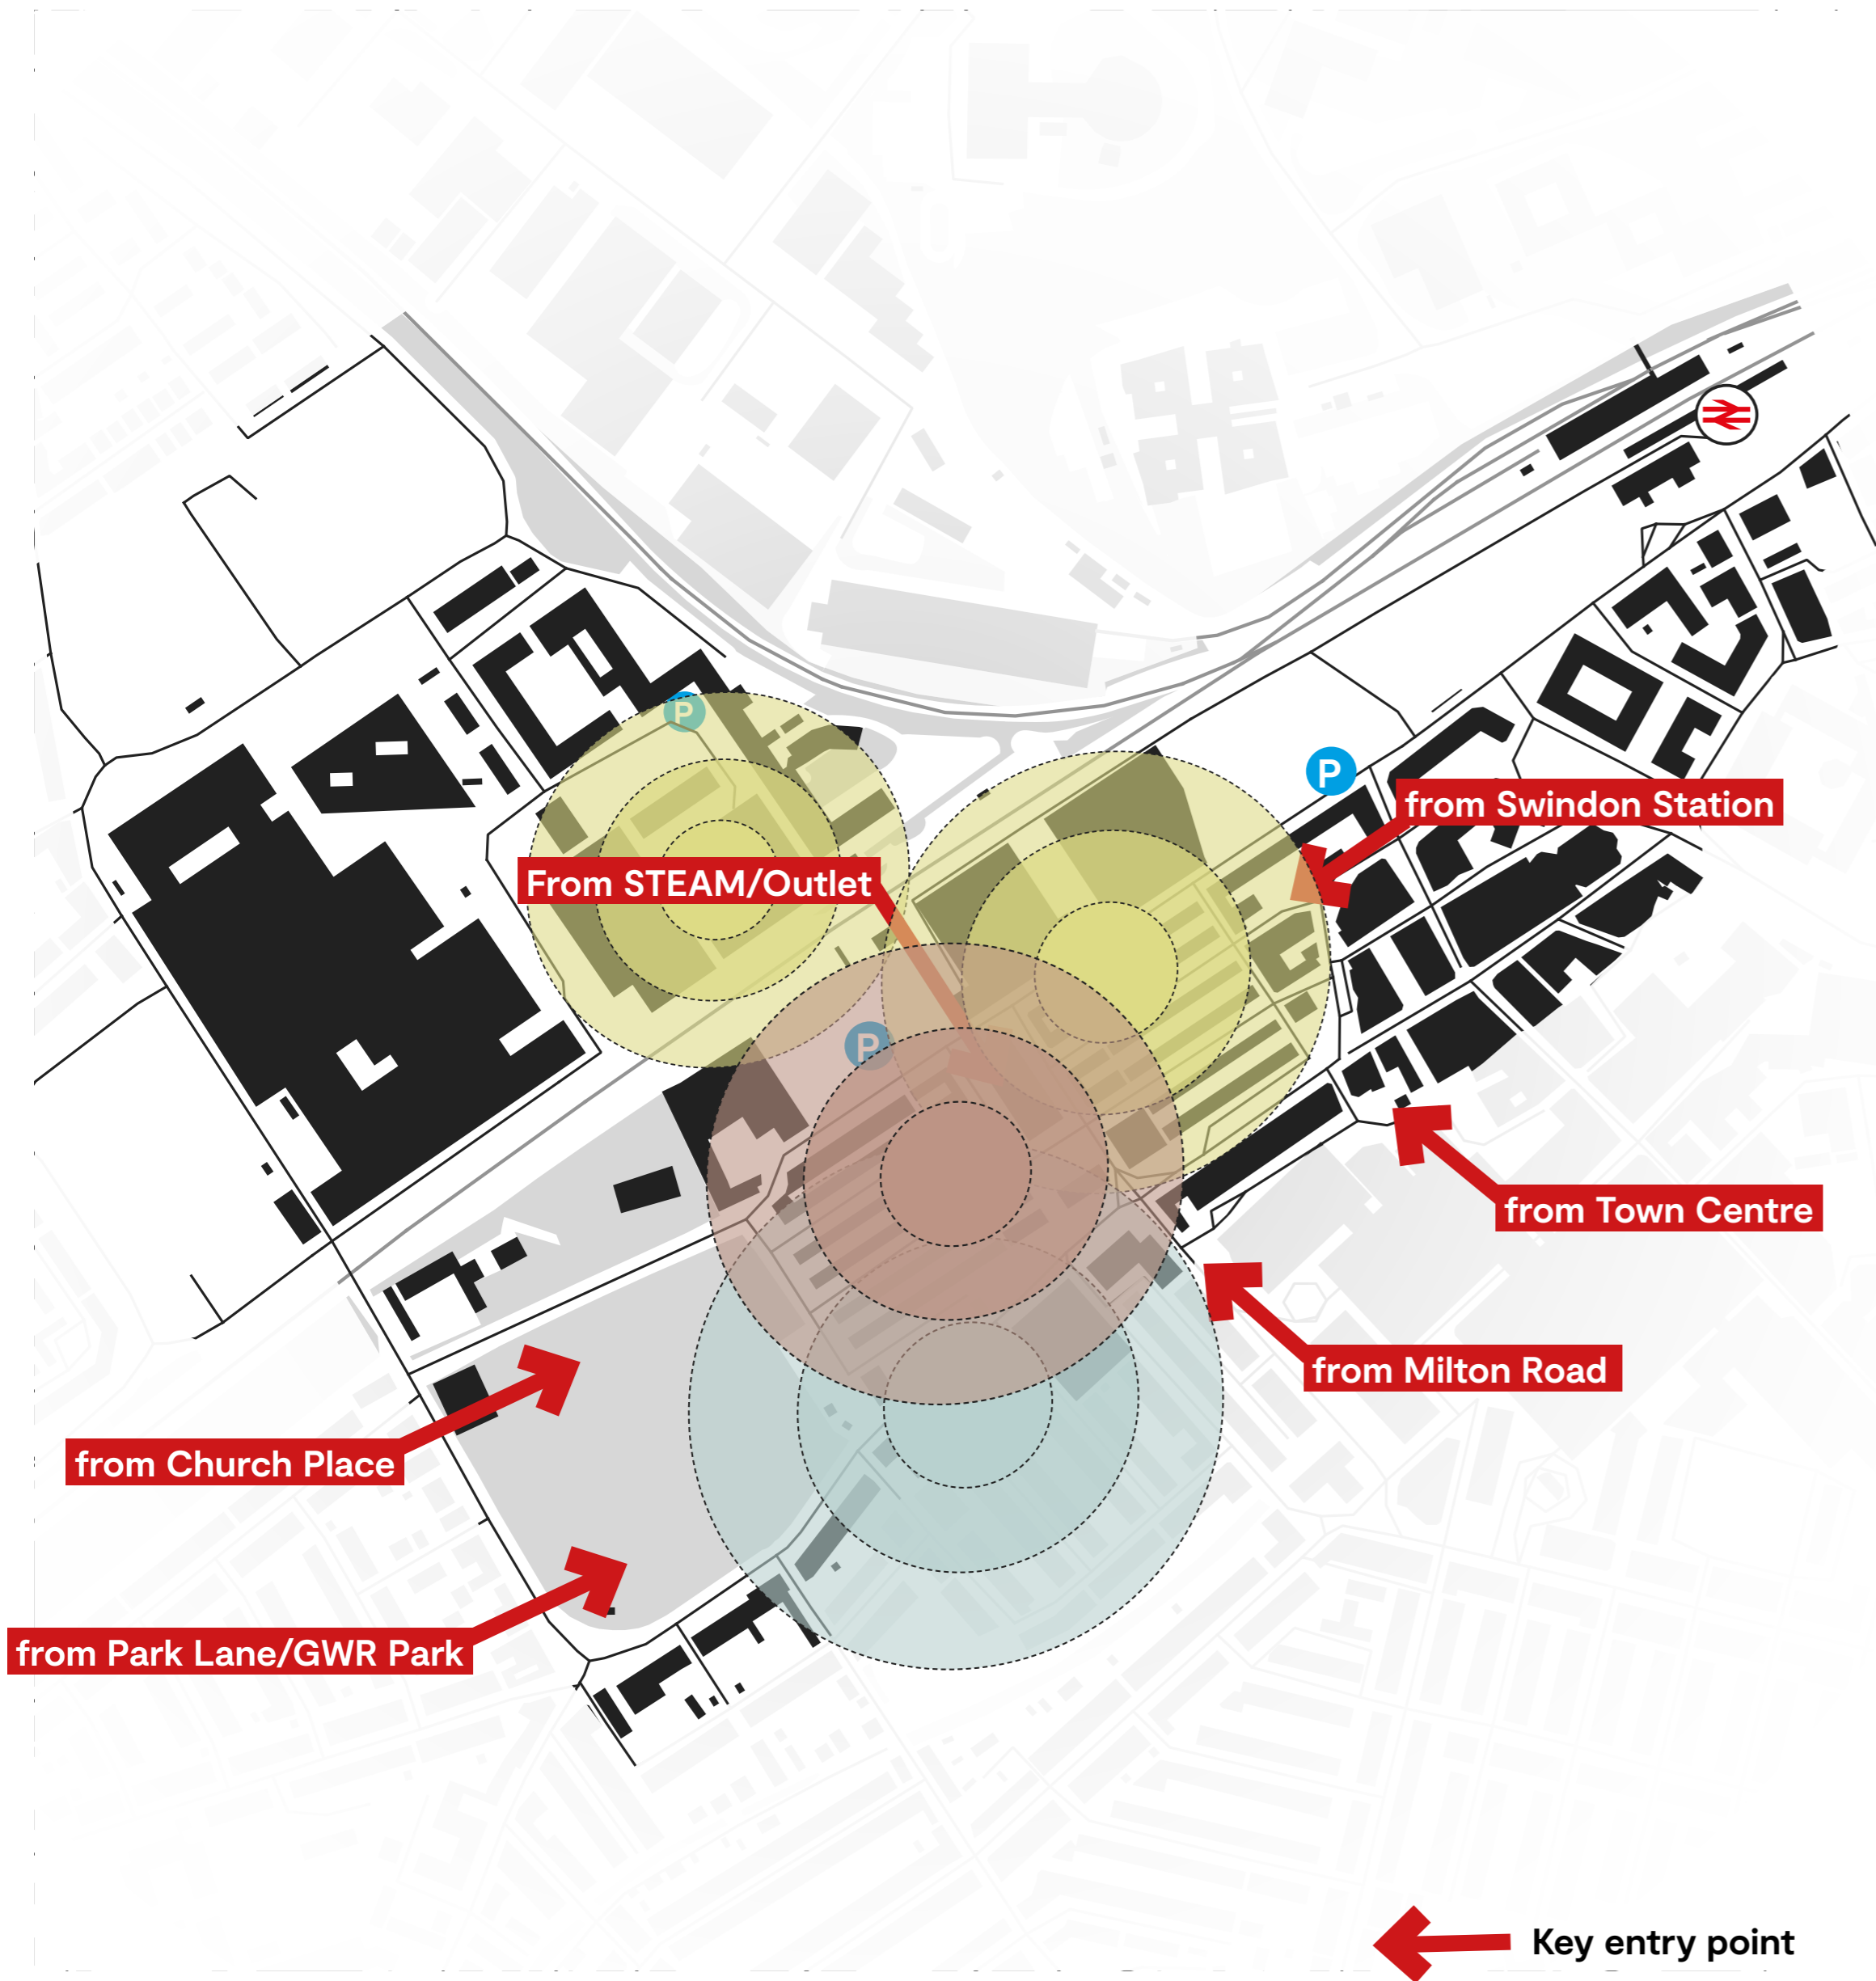 P
P
from Swindon Station
From STEAM/Outlet
P
from Town Centre
from Milton Road
from Church Place
from Park Lane/GWR Park
Key entry point